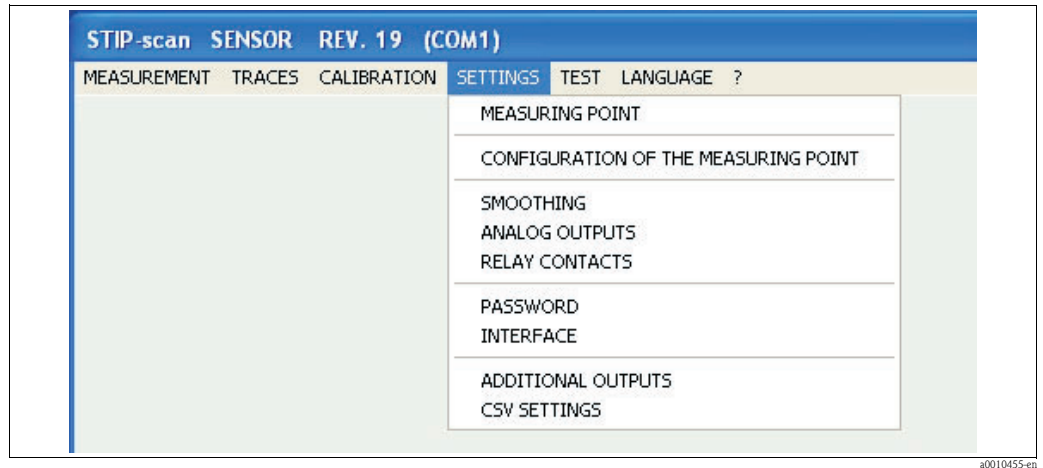 STIP-scan SENSOR REV. 19 (COM1)
MEASUREMENT TRACES CALIBRATION SETTINGS TEST LANGUAGE ?
MEASURING POINT
CONFIGURATION OF THE MEASURING POINT
SMOOTHING
ANALOG OUTPUTS
RELAY CONTACTS
PASSWORD
INTERFACE
ADDITIONAL OUTPUTS
CSV SETTINGS
a0010455-en